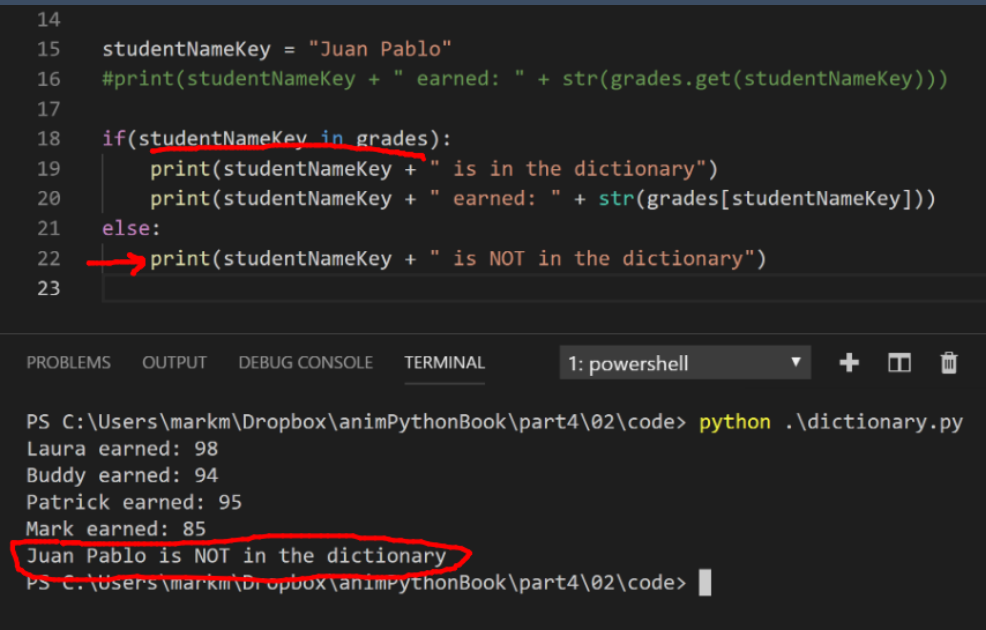 14
15 studentNameKey = "Juan Pablo"
16 #print(studentNameKey + " earned: " + str(grades.get(studentNameKey)))
17
18 if(studentNameKey in grades):
19     print(studentNameKey + " is in the dictionary")
20     print(studentNameKey + " earned: " + str(grades[studentNameKey]))
21 else:
22     print(studentNameKey + " is NOT in the dictionary")
23
PROBLEMS OUTPUT DEBUG CONSOLE TERMINAL 1: powershell
PS C:\Users\markm\Dropbox\animPythonBook\part4\02\code> python .\dictionary.py
Laura earned: 98
Buddy earned: 94
Patrick earned: 95
Mark earned: 85
Juan Pablo is NOT in the dictionary
PS C:\Users\markm\Dropbox\animPythonBook\part4\02\code>